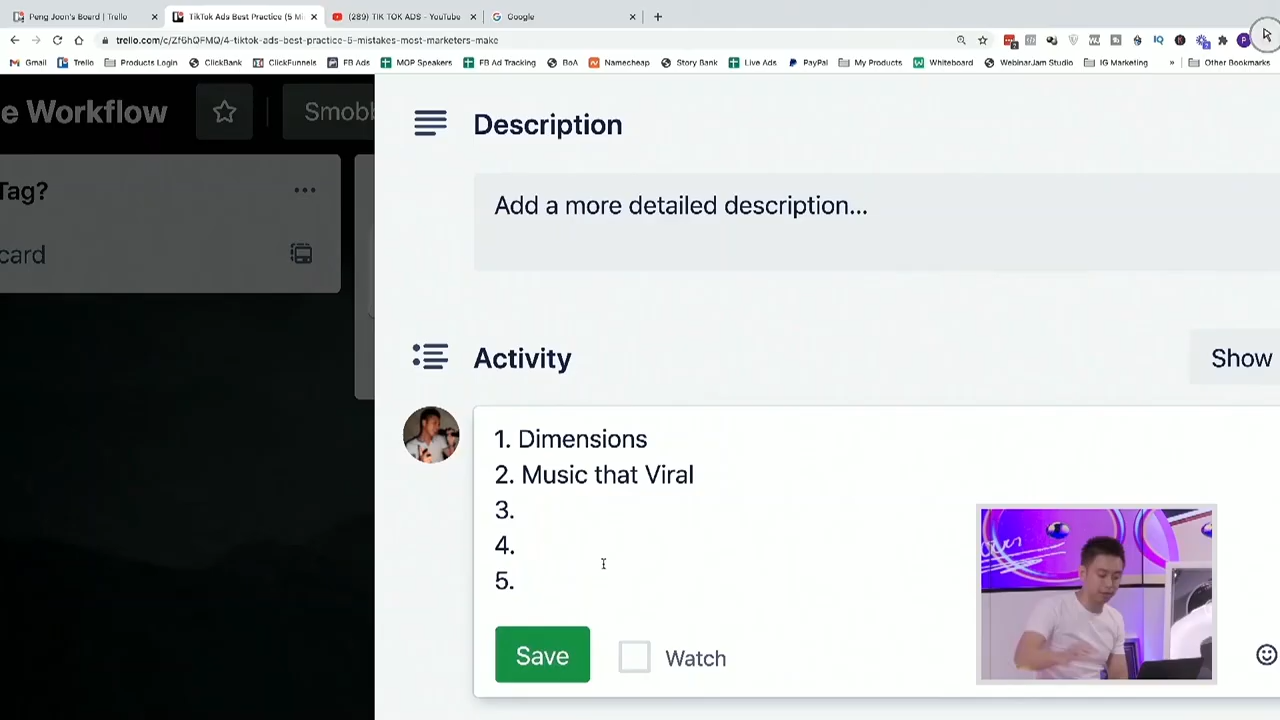 Peng Joon's Board | Trello
TikTok Ads Best Practice (5 Mi
(289) TIK TOK ADS - YouTube
Google
trello.com/c/Zf6hQFMQ/4-tiktok-ads-best-practice-5-mistakes-most-marketers-make
Gmail Trello Products Login ClickBank ClickFunnels FB Ads MOP Speakers FB Ad Tracking BoA Namecheap Story Bank Live Ads PayPal My Products Whiteboard WebinarJam Studio IG Marketing » Other Bookmarks
e Workflow
Smobb
Tag?
card
Description
Add a more detailed description...
Activity
Show
1. Dimensions
2. Music that Viral
3.
4.
5.
Save
Watch